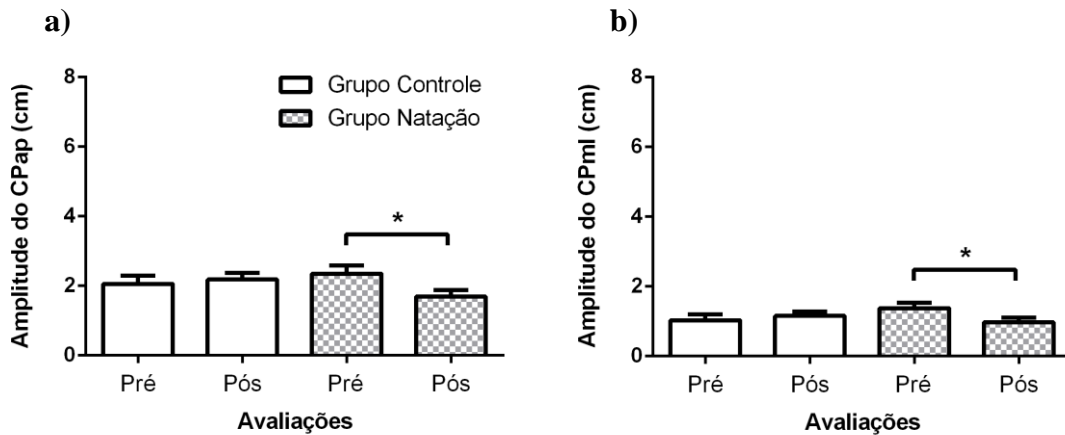 a)
Amplitude do CPap (cm)
8
6
4
2
0
Grupo Controle
Grupo Natação
*
Pré Pós Pré Pós
Avaliações
b)
Amplitude do CPml (cm)
8
6
4
2
0
*
Pré Pós Pré Pós
Avaliações